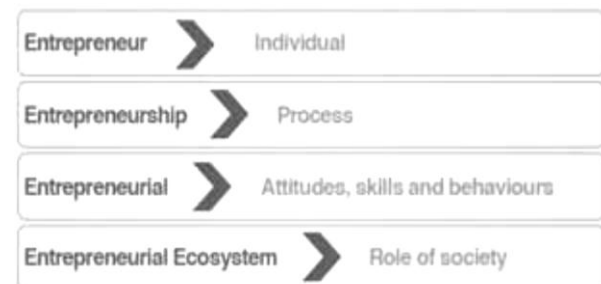 Entrepreneur Individual
Entrepreneurship Process
Entrepreneurial Attitudes, skills and behaviours
Entrepreneurial Ecosystem Role of society